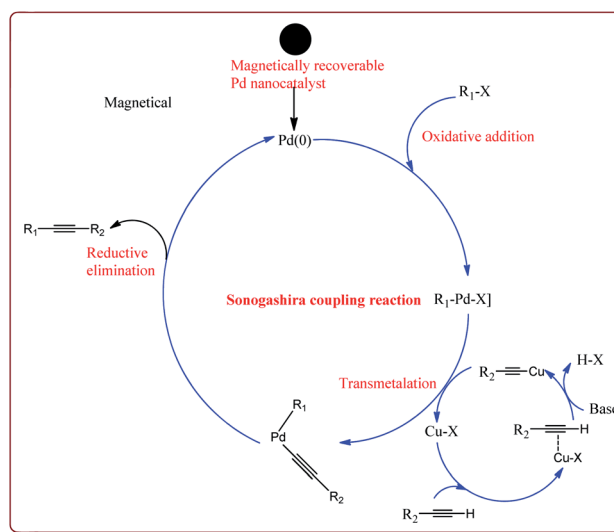 Magnetically recoverable
Pd nanocatalyst
Magnetical
R₁-X
Pd(0)
Oxidative addition
R₁ R₂
Reductive
elimination
Sonogashira coupling reaction
R₁-Pd-X]
H-X
R₂ Cu
Transmetalation
Base
R₁
Cu-X
R₂ H
Cu-X
Pd
R₂
R₂ H